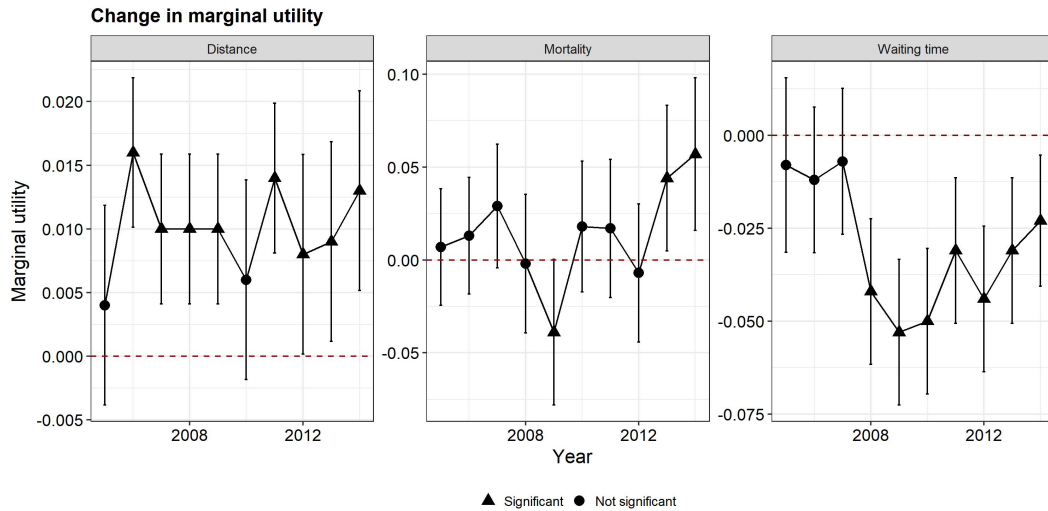 Change in marginal utility
Distance
Mortality
Waiting time
Marginal utility
0.020
0.015
0.010
0.005
0.000
-0.005
0.10
0.05
0.00
-0.05
0.000
-0.025
-0.050
-0.075
2008
2012
2008
2012
2008
2012
Year
Significant
Not significant